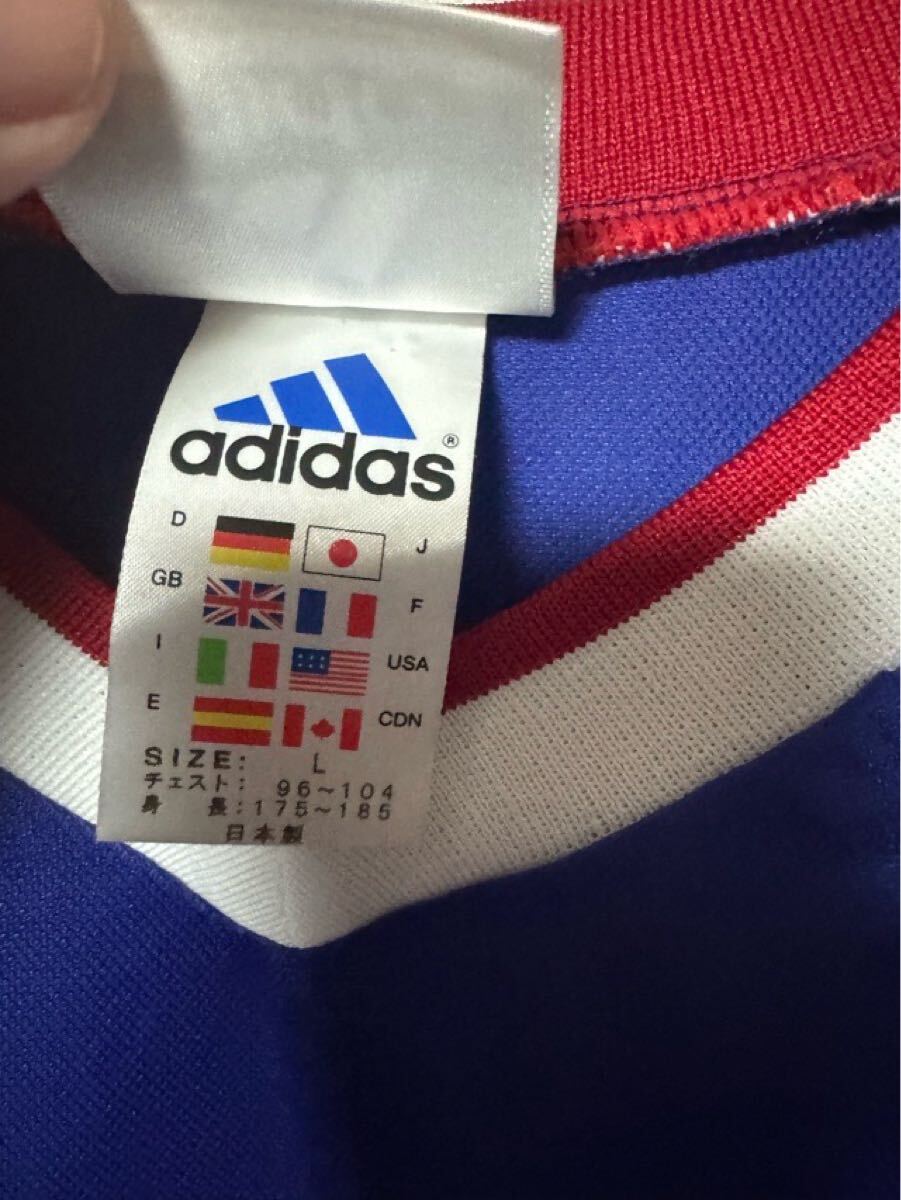 adidas®
D J
GB F
I USA
E CDN
SIZE: L
チェスト: 96~104
身 長:175~185
日本製